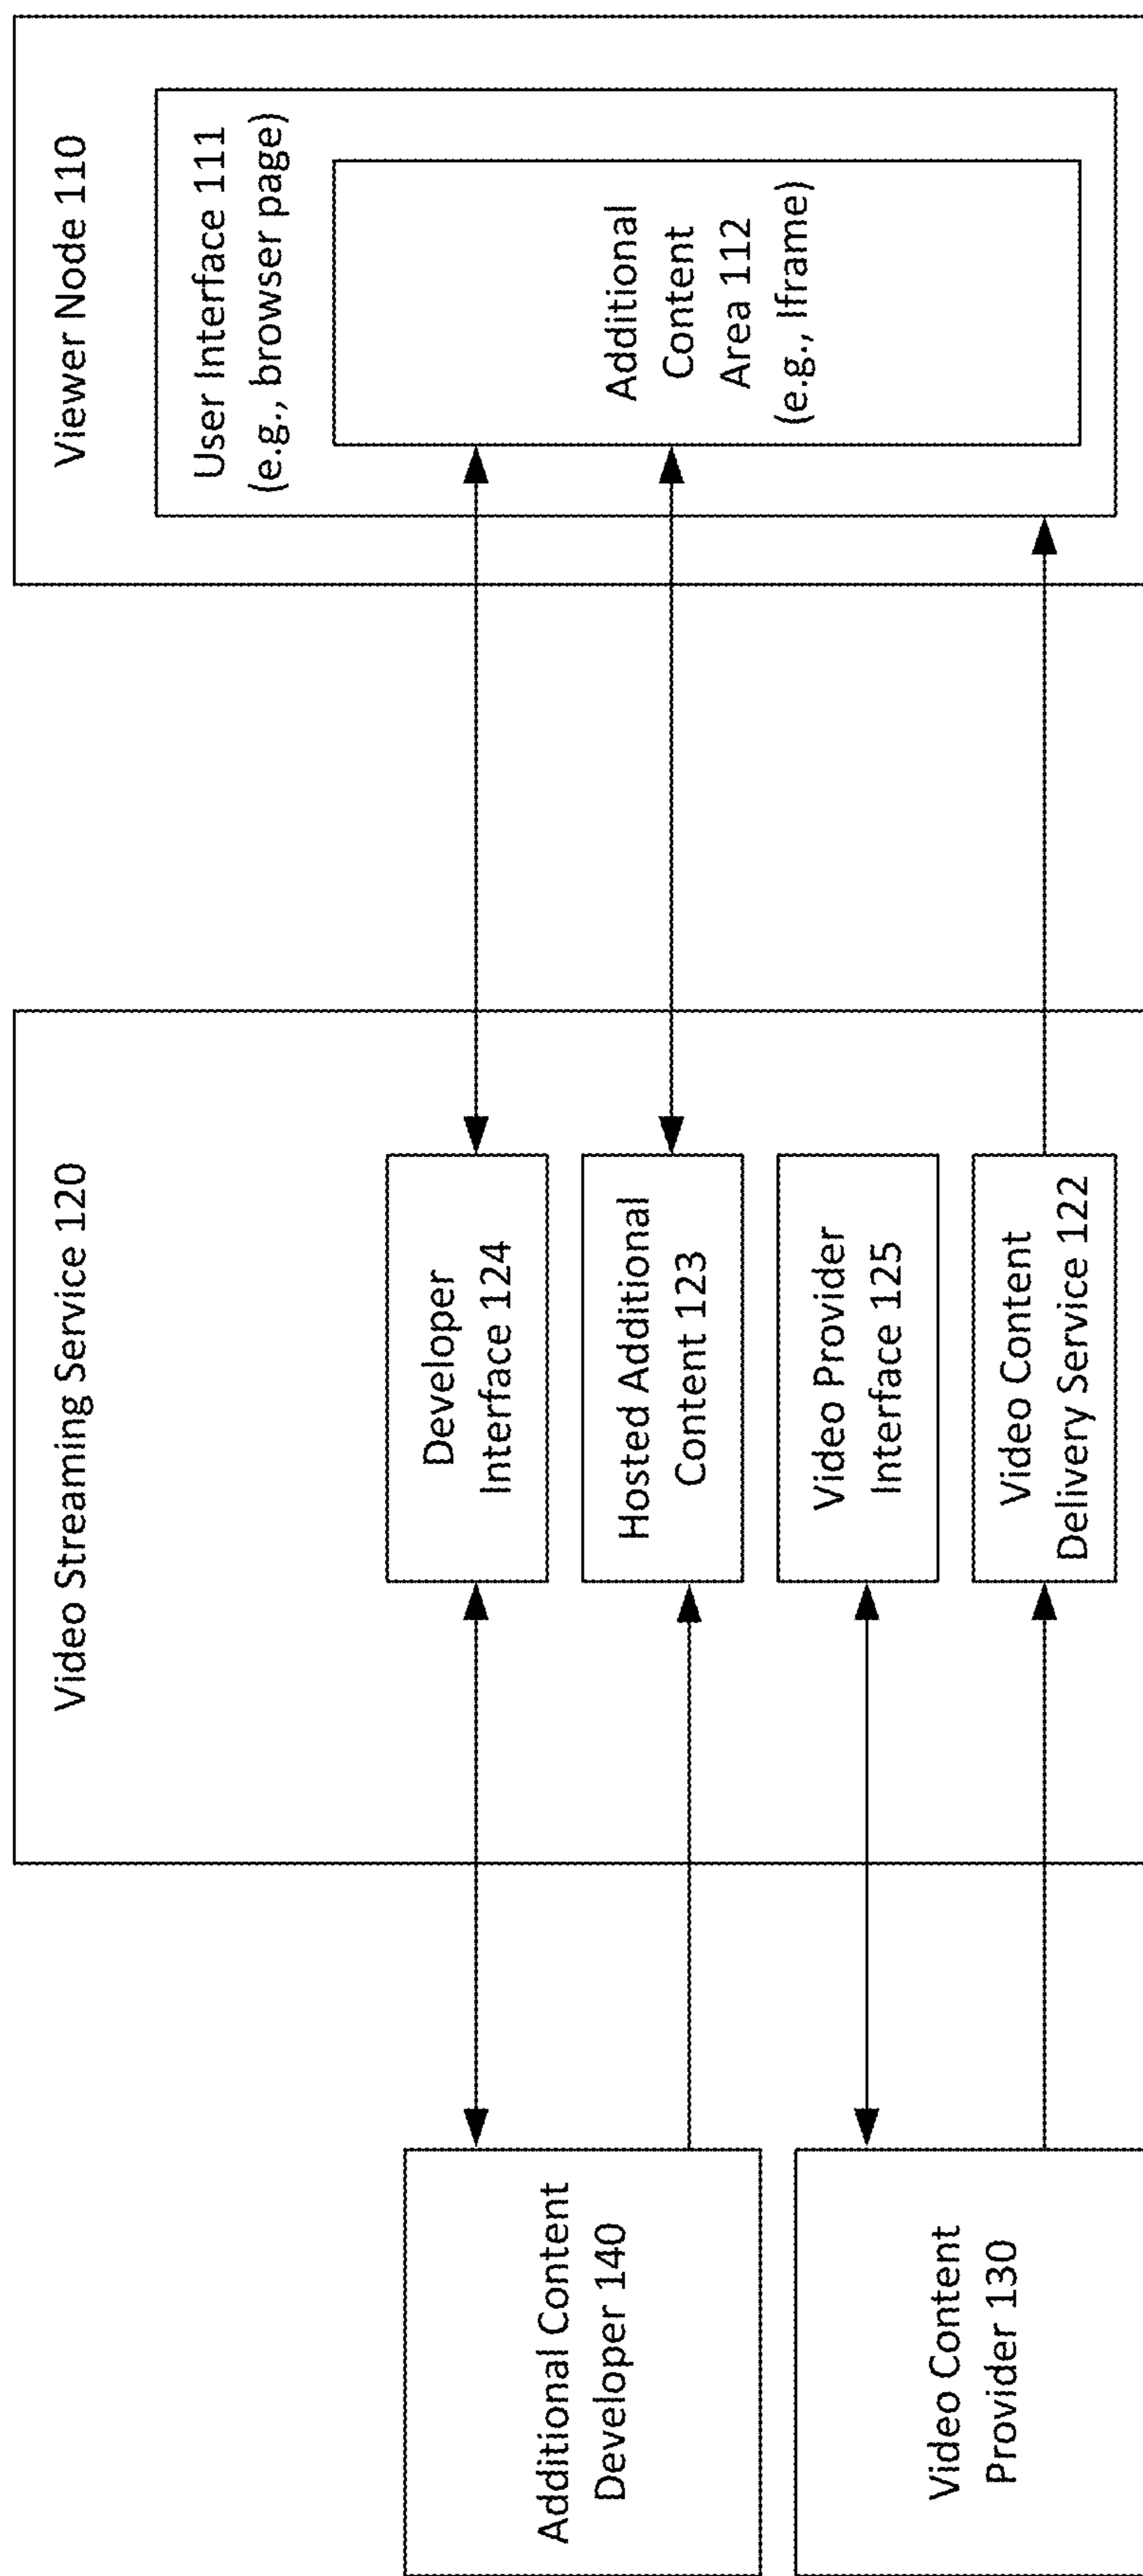 Video Streaming Service 120
Viewer Node 110
User Interface 111
(e.g., browser page)
Additional
Content
Area 112
(e.g., Iframe)
Developer
Interface 124
Hosted Additional
Content 123
Video Provider
Interface 125
Video Content
Delivery Service 122
Additional Content
Developer 140
Video Content
Provider 130